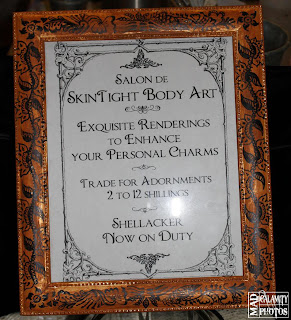 Salon de
SkinTight Body Art
Exquisite Renderings
to Enhance
your Personal Charms
Trade for Adornments
2 to 12 shillings
Shellacker
Now on Duty
MAD
CALAMITY
PHOTOS